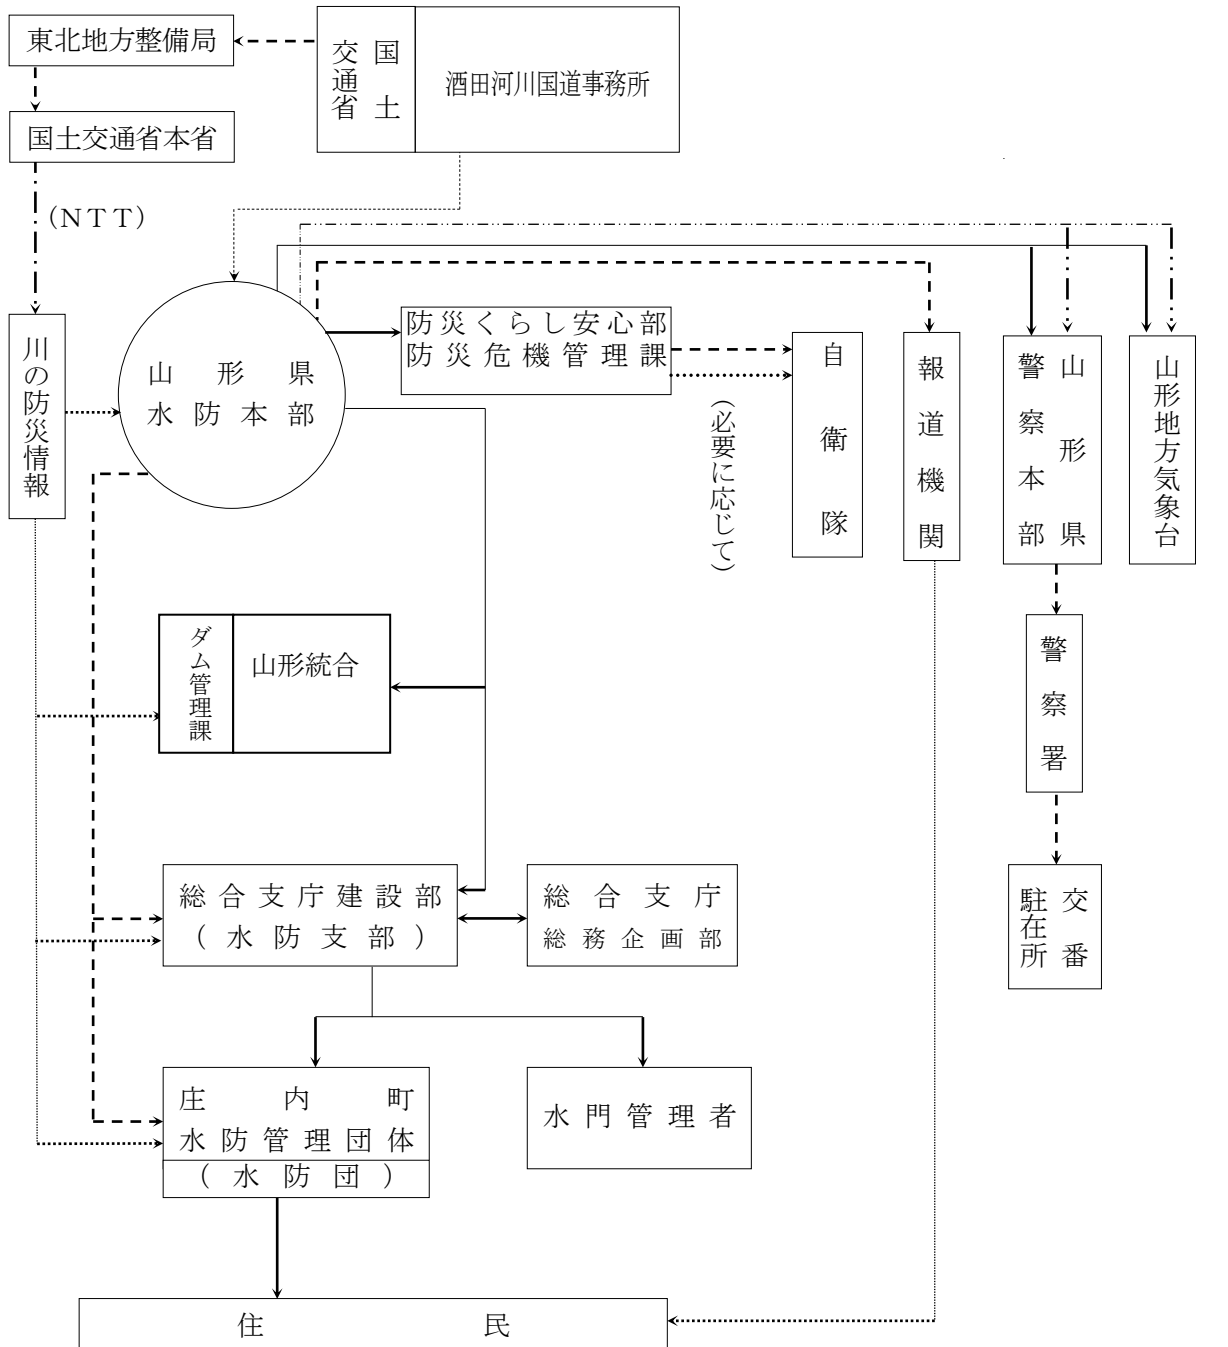 東北地方整備局
国土
交通省
酒田河川国道事務所
国土交通省本省
(NTT)
川の防災情報
山形県
水防本部
防災くらし安心部
防災危機管理課
(必要に応じて)
自衛隊
報道機関
山形県
警察本部
山形地方気象台
警察署
交番
駐在所
山形統合
ダム管理課
総合支庁建設部
(水防支部)
総合支庁
総務企画部
庄内町
水防管理団体
(水防団)
水門管理者
住民